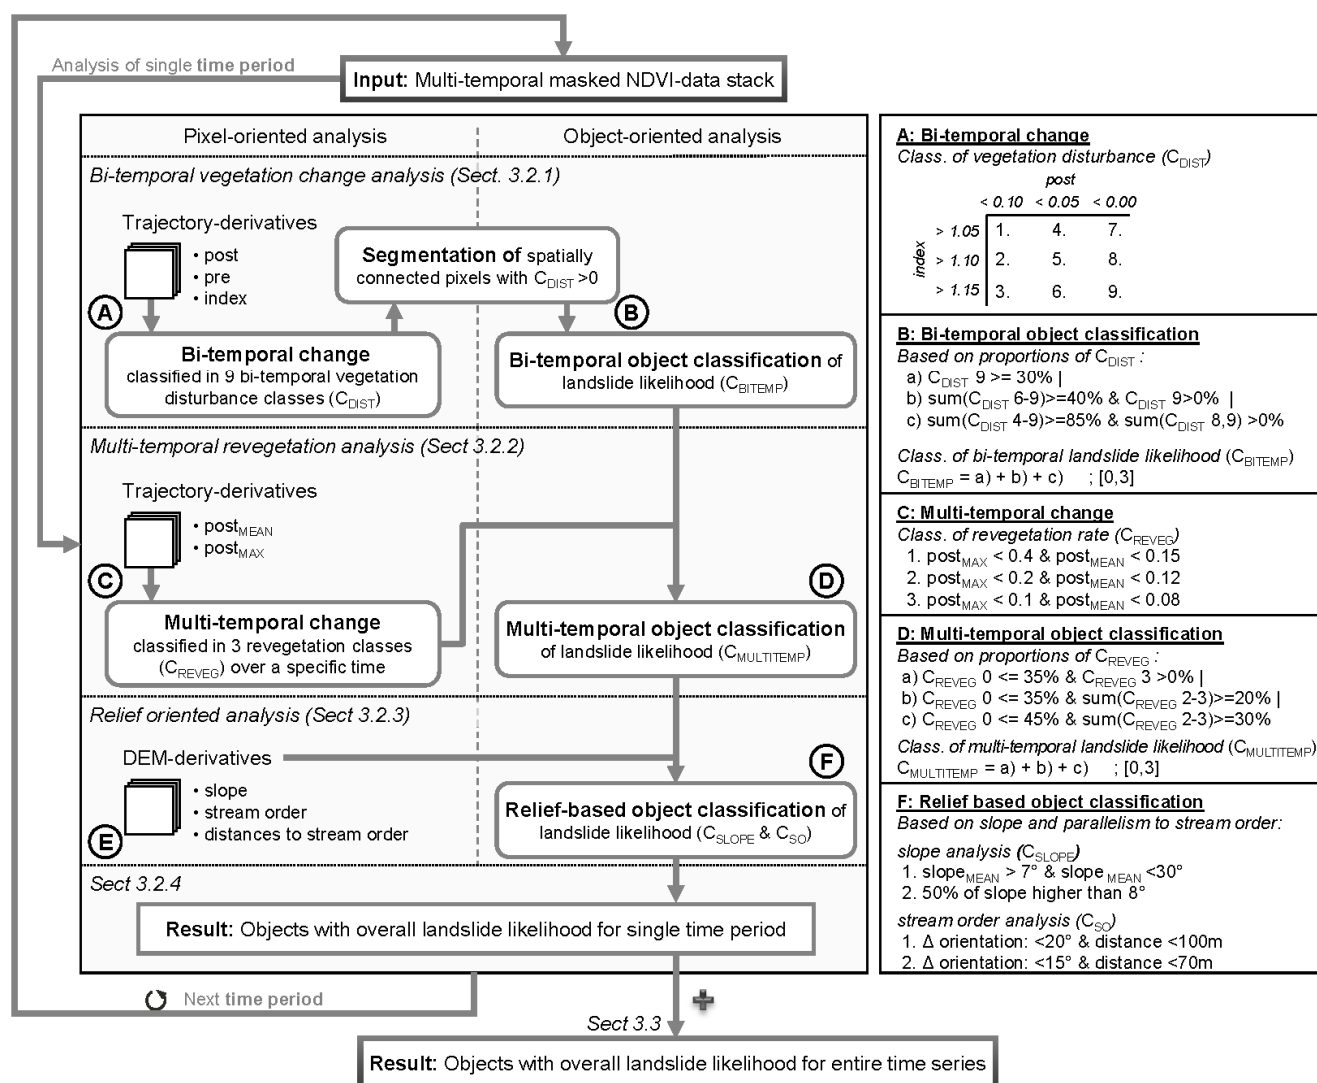 Analysis of single time period
Input: Multi-temporal masked NDVI-data stack
Pixel-oriented analysis
Object-oriented analysis
Bi-temporal vegetation change analysis (Sect. 3.2.1)
Trajectory-derivatives
• post
• pre
• index
A
Segmentation of spatially
connected pixels with CDIST >0
B
Bi-temporal change
classified in 9 bi-temporal vegetation
disturbance classes (CDIST)
Bi-temporal object classification of
landslide likelihood (CBITEMP)
Multi-temporal revegetation analysis (Sect 3.2.2)
Trajectory-derivatives
• postMEAN
• postMAX
C
D
Multi-temporal change
classified in 3 revegetation classes
(CREVEG) over a specific time
Multi-temporal object classification
of landslide likelihood (CMULTITEMP)
Relief oriented analysis (Sect 3.2.3)
DEM-derivatives
• slope
• stream order
• distances to stream order
E
F
Relief-based object classification of
landslide likelihood (CSLOPE & CSO)
Sect 3.2.4
Result: Objects with overall landslide likelihood for single time period
Next time period
Sect 3.3
Result: Objects with overall landslide likelihood for entire time series
A: Bi-temporal change
Class. of vegetation disturbance (CDIST)
post
< 0.10 < 0.05 < 0.00
index
> 1.05 1. 4. 7.
> 1.10 2. 5. 8.
> 1.15 3. 6. 9.
B: Bi-temporal object classification
Based on proportions of CDIST :
a) CDIST 9 >= 30% |
b) sum(CDIST 6-9)>=40% & CDIST 9>0% |
c) sum(CDIST 4-9)>=85% & sum(CDIST 8,9) >0%
Class. of bi-temporal landslide likelihood (CBITEMP)
CBITEMP = a) + b) + c) ; [0,3]
C: Multi-temporal change
Class. of revegetation rate (CREVEG)
1. postMAX < 0.4 & postMEAN < 0.15
2. postMAX < 0.2 & postMEAN < 0.12
3. postMAX < 0.1 & postMEAN < 0.08
D: Multi-temporal object classification
Based on proportions of CREVEG :
a) CREVEG 0 <= 35% & CREVEG 3 >0% |
b) CREVEG 0 <= 35% & sum(CREVEG 2-3)>=20% |
c) CREVEG 0 <= 45% & sum(CREVEG 2-3)>=30%
Class. of multi-temporal landslide likelihood (CMULTITEMP)
CMULTITEMP = a) + b) + c) ; [0,3]
F: Relief based object classification
Based on slope and parallelism to stream order:
slope analysis (CSLOPE)
1. slopeMEAN > 7° & slope MEAN <30°
2. 50% of slope higher than 8°
stream order analysis (CSO)
1. Δ orientation: <20° & distance <100m
2. Δ orientation: <15° & distance <70m